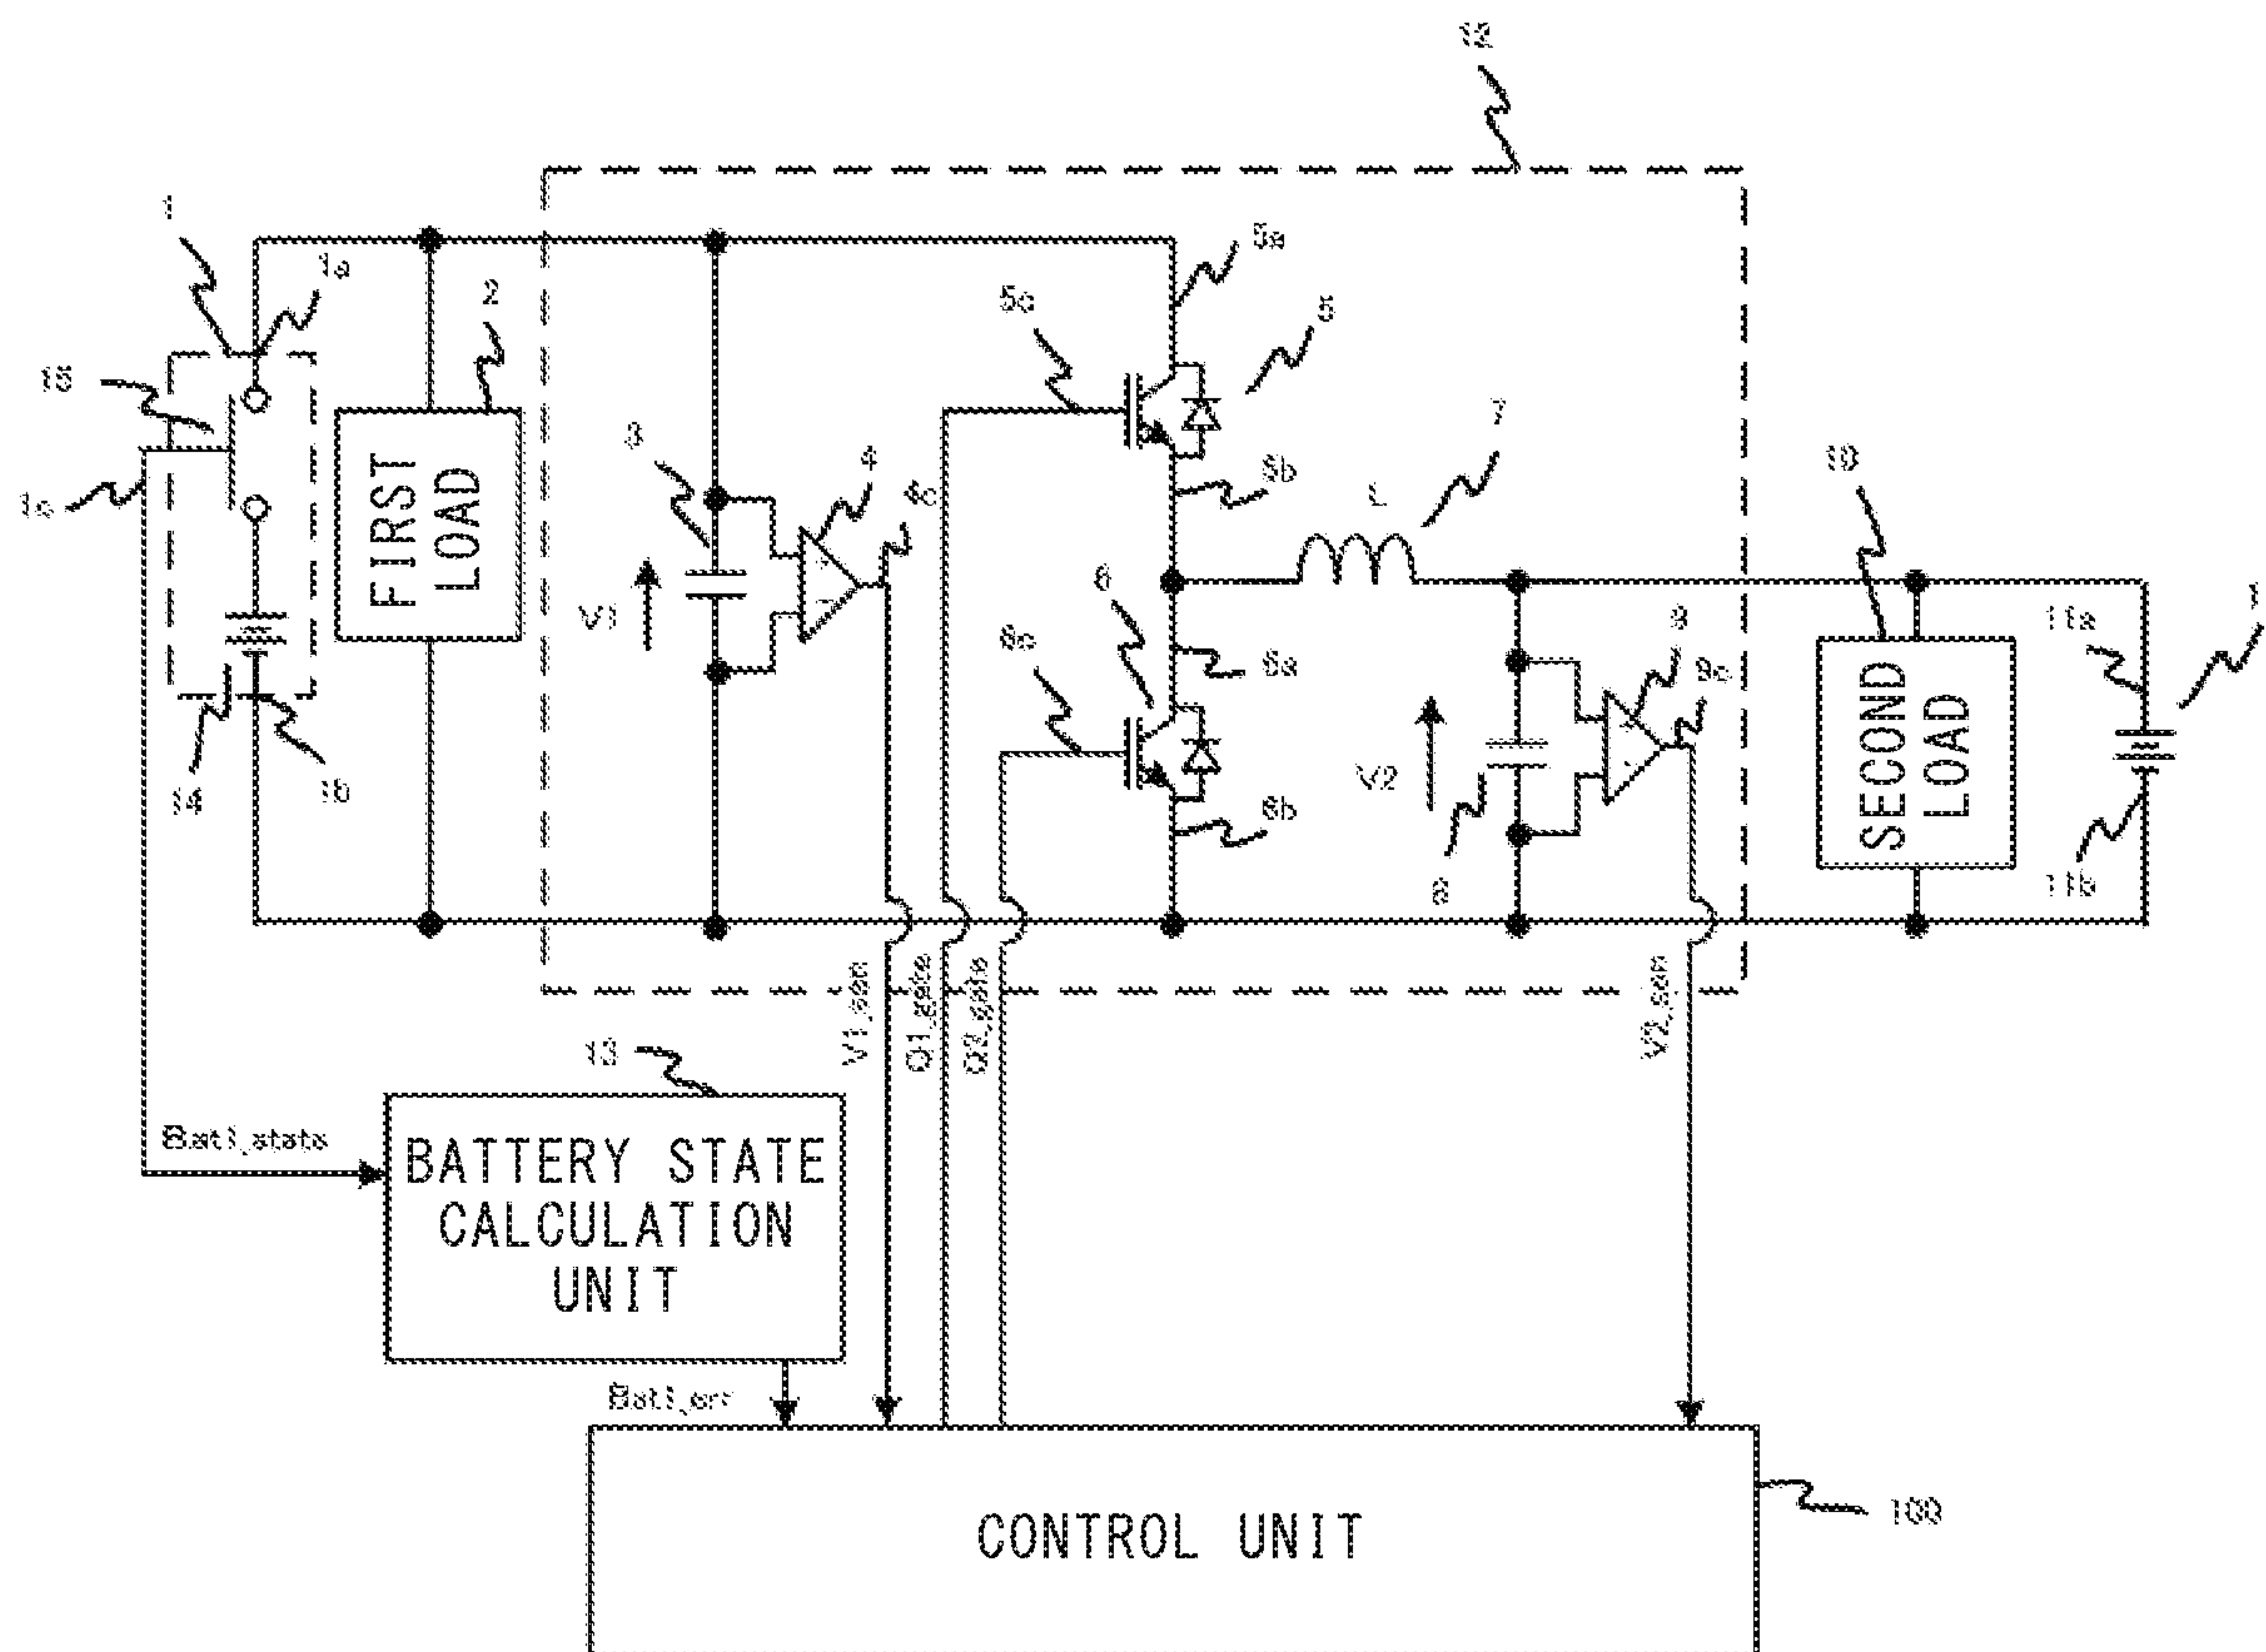 12
1
1a
2
15
1c
14
1b
FIRST
LOAD
3
V1
4
4c
5a
5c
5
5b
L
7
6
6c
6a
6b
V2
8
9
9c
10
SECOND
LOAD
11a
11b
V1_sen
Q1_gate
Q2_gate
V2_sen
13
Bat1_state
BATTERY STATE
CALCULATION
UNIT
Bat1_err
CONTROL UNIT
100